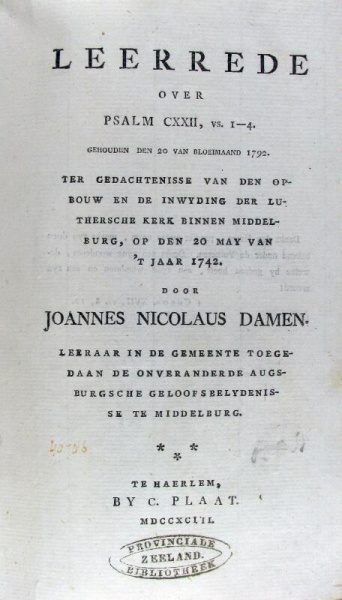 LEERREDE
OVER
PSALM CXXII, vs. 1—4.
GEHOUDEN DEN 20 VAN BLOEIMAAND 1792.
TER GEDACHTENISSE VAN DEN OP-
BOUW EN DE INWYDING DER LU-
THERSCHE KERK BINNEN MIDDEL-
BURG, OP DEN 20 MAY VAN
'T JAAR 1742.
DOOR
JOANNES NICOLAUS DAMEN.
LEERAAR IN DE GEMEENTE TOEGE-
DAAN DE ONVERANDERDE AUGS-
BURGSCHE GELOOFSBELYDENIS-
SE TE MIDDELBURG.
* * *
TE HAERLEM,
BY C. PLAAT.
PROVINCIALE
ZEELAND.
BIBLIOTHEEK